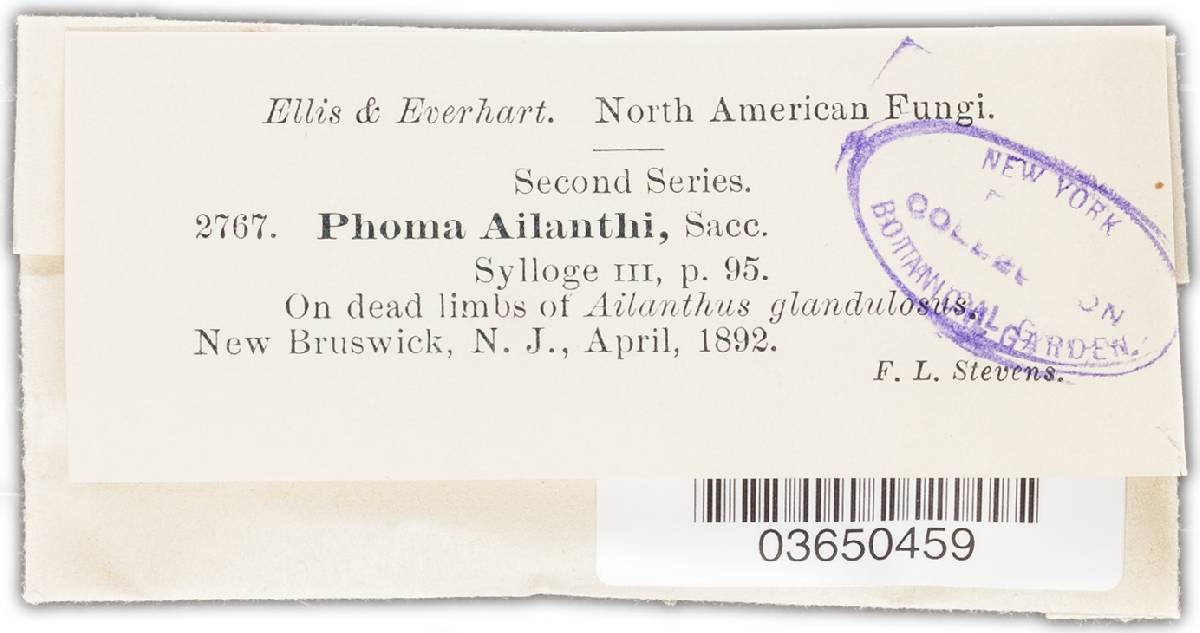 Ellis & Everhart. North American Fungi.
Second Series.
2767. Phoma Ailanthi, Sacc.
Sylloge III, p. 95.
On dead limbs of Ailanthus glandulosus.
New Bruswick, N. J., April, 1892.
F. L. Stevens.
NEW YORK
BOTANICAL GARDEN.
03650459